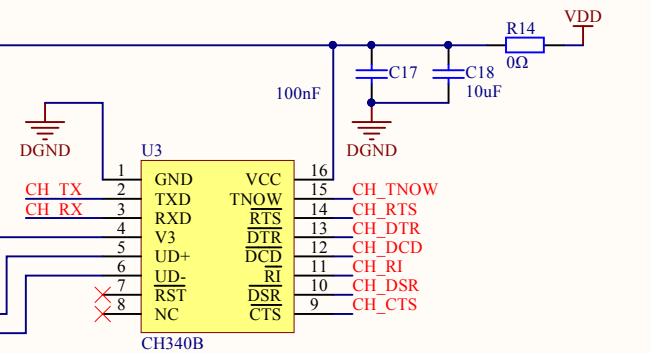 VDD
R14
0Ω
C17
C18
100nF
10uF
DGND
DGND
U3
1 GND VCC 16
CH_TX 2 TXD TNOW 15 CH_TNOW
CH_RX 3 RXD RTS 14 CH_RTS
4 V3 DTR 13 CH_DTR
5 UD+ DCD 12 CH_DCD
6 UD- RI 11 CH_RI
7 RST DSR 10 CH_DSR
8 NC CTS 9 CH_CTS
CH340B